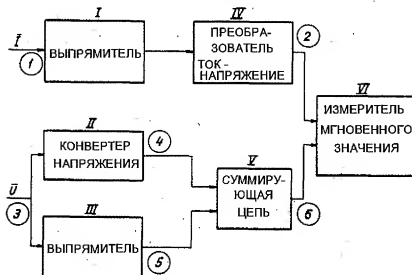 I
ВЫПРЯМИТЕЛЬ
IV
ПРЕОБРА-
ЗОВАТЕЛЬ
ТОК -
НАПРЯЖЕНИЕ
Ī
1
2
VI
ИЗМЕРИТЕЛЬ
МГНОВЕННОГО
ЗНАЧЕНИЯ
II
КОНВЕРТЕР
НАПРЯЖЕНИЯ
4
V
СУММИРУ-
ЮЩАЯ
ЦЕПЬ
Ū
3
III
ВЫПРЯМИТЕЛЬ
5
6